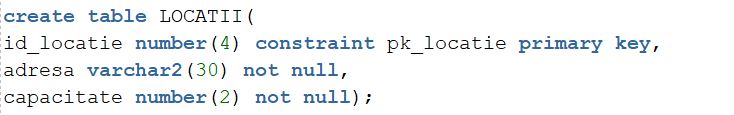 create table LOCATII(
id_locatie number(4) constraint pk_locatie primary key,
adresa varchar2(30) not null,
capacitate number(2) not null);